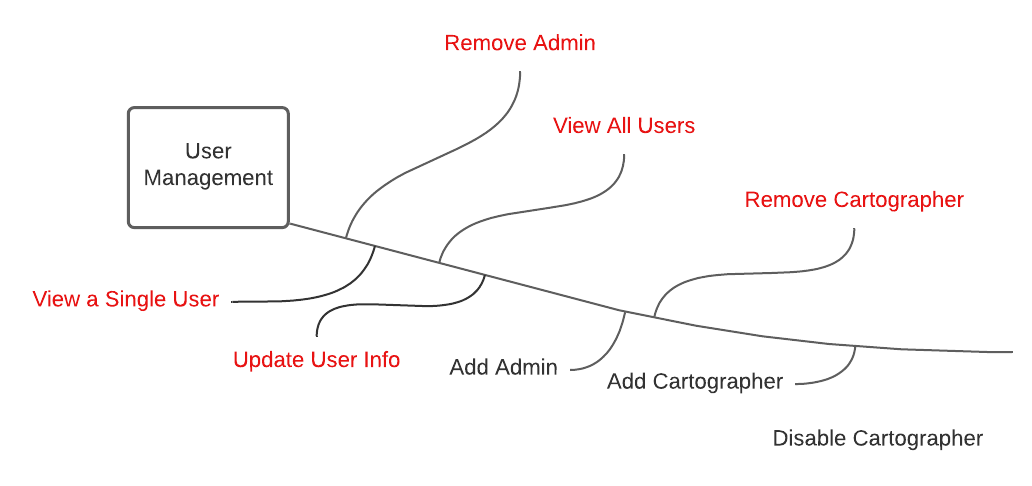 Remove Admin
View All Users
User
Management
Remove Cartographer
View a Single User
Update User Info
Add Admin
Add Cartographer
Disable Cartographer